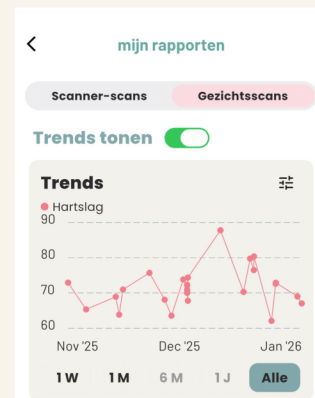 mijn rapporten
Scanner-scans Gezichtsscans
Trends tonen
Trends
Hartslag
90
80
70
60
Nov '25 Dec '25 Jan '26
1 W 1 M 6 M 1 J Alle